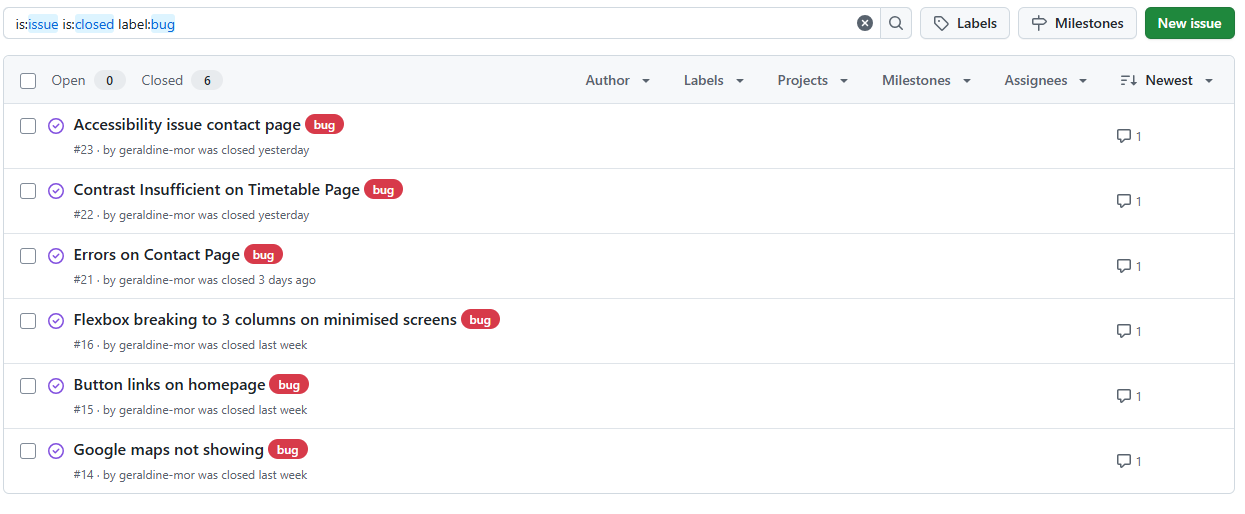 is:issue is:closed label:bug
Labels
Milestones
New issue
Open 0 Closed 6 Author Labels Projects Milestones Assignees Newest
Accessibility issue contact page bug
#23 · by geraldine-mor was closed yesterday
1
Contrast Insufficient on Timetable Page bug
#22 · by geraldine-mor was closed yesterday
1
Errors on Contact Page bug
#21 · by geraldine-mor was closed 3 days ago
1
Flexbox breaking to 3 columns on minimised screens bug
#16 · by geraldine-mor was closed last week
1
Button links on homepage bug
#15 · by geraldine-mor was closed last week
1
Google maps not showing bug
#14 · by geraldine-mor was closed last week
1